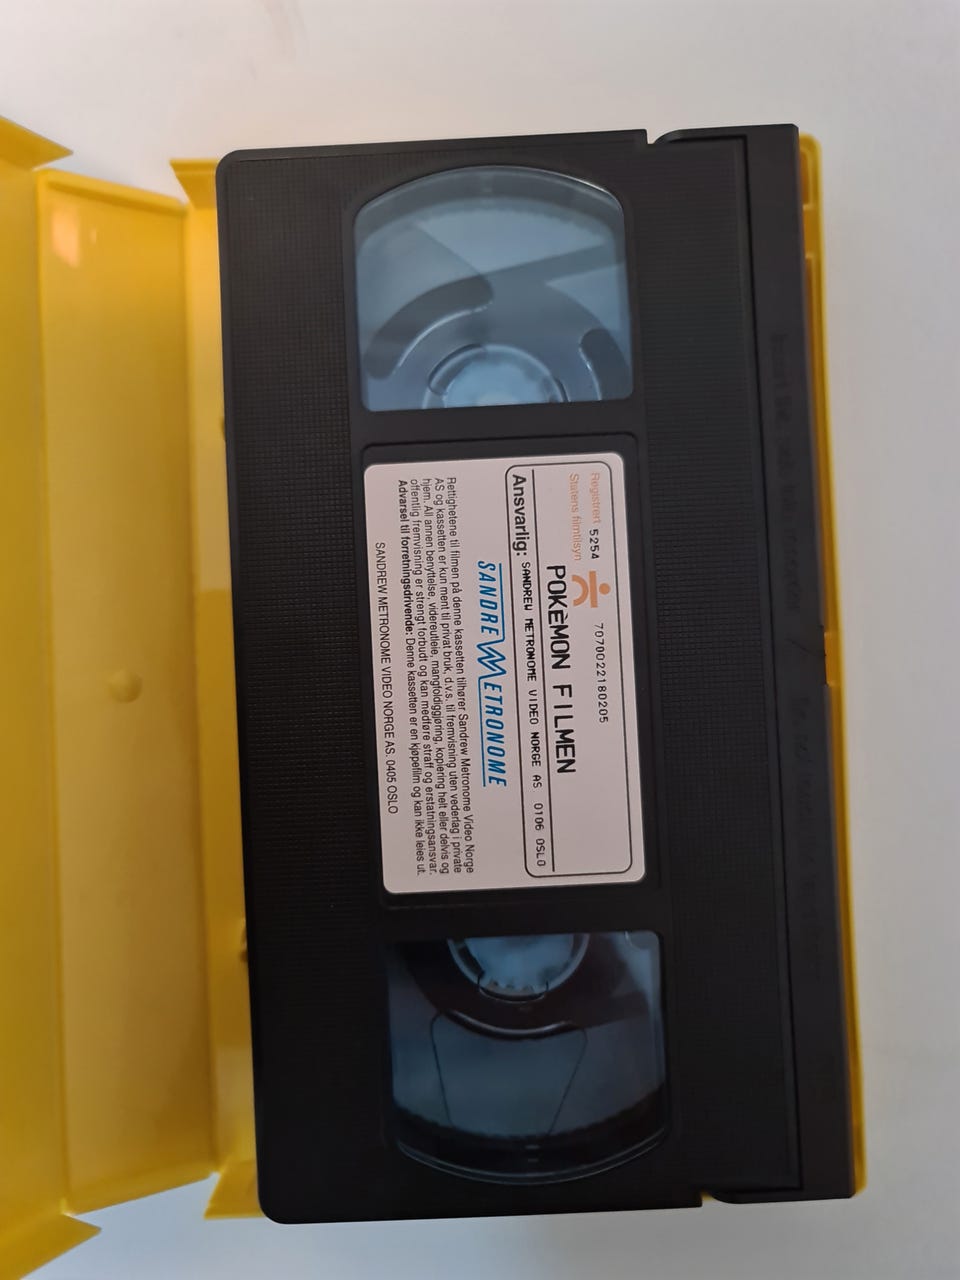 Registrert 5254 7070022180205
Statens filmtilsyn
POKÈMON FILMEN
Ansvarlig: SANDREW METRONOME VIDEO NORGE AS 0106 OSLO
SANDREW METRONOME
Rettighetene til filmen på denne kassetten tilhører Sandrew Metronome Video Norge
AS og kassetten er kun ment til privat bruk, d.v.s. til fremvisning uten vederlag i private
hjem. All annen benyttelse, videreutleie, mangfoldiggjøring, kopiering helt eller delvis og
offentlig fremvisning er strengt forbudt og kan medføre straff og erstatningsansvar.
Advarsel til forretningsdrivende: Denne kassetten er en kjøpefilm og kan ikke leies ut.
SANDREW METRONOME VIDEO NORGE AS. 0405 OSLO